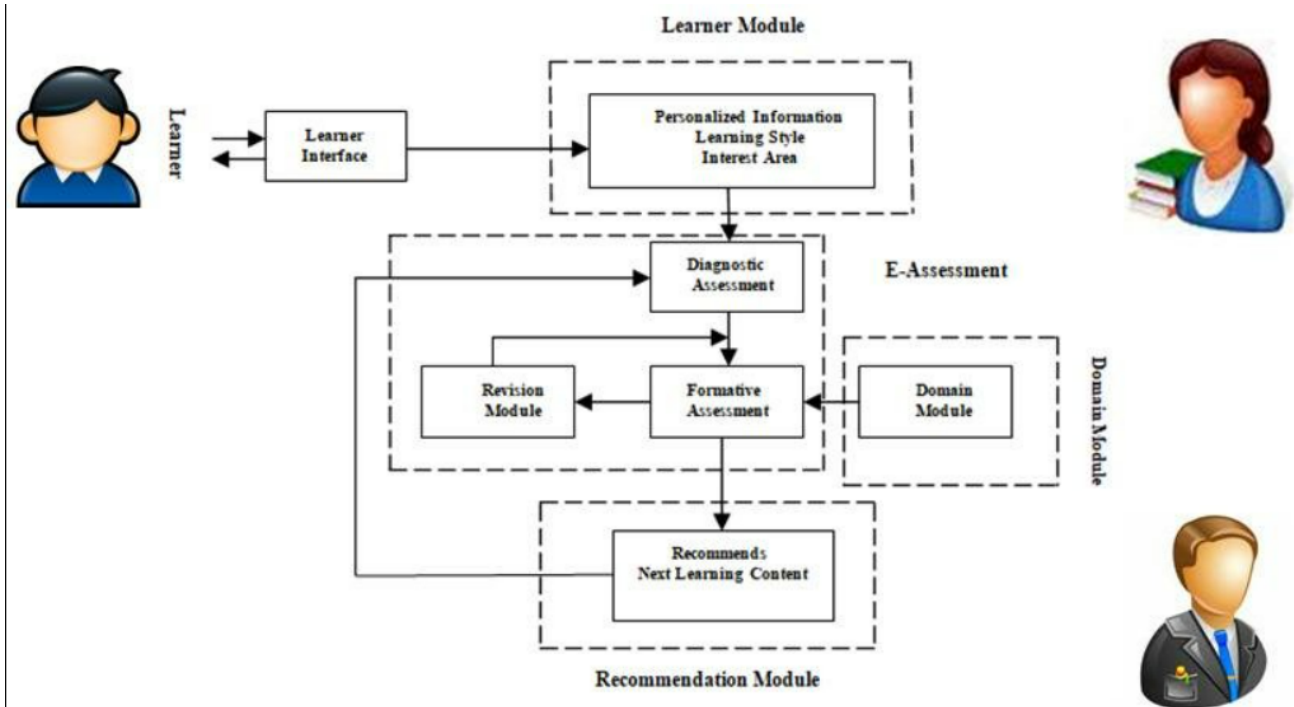 Learner Module
Learner
Learner
Interface
Personalized Information
Learning Style
Interest Area
Diagnostic
Assessment
E-Assessment
Revision
Module
Formative
Assessment
Domain
Module
Domain Module
Recommends
Next Learning Content
Recommendation Module